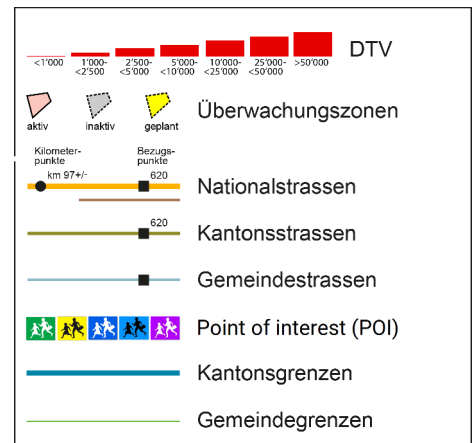 DTV
<1'000 1'000- 2'500- 5'000- 10'000- 25'000- >50'000
<2'500 <5'000 <10'000 <25'000 <50'000
Überwachungszonen
aktiv inaktiv geplant
Kilometer- Bezugs-
punkte punkte
km 97+/- 620
Nationalstrassen
620
Kantonsstrassen
Gemeindestrassen
Point of interest (POI)
Kantonsgrenzen
Gemeindegrenzen